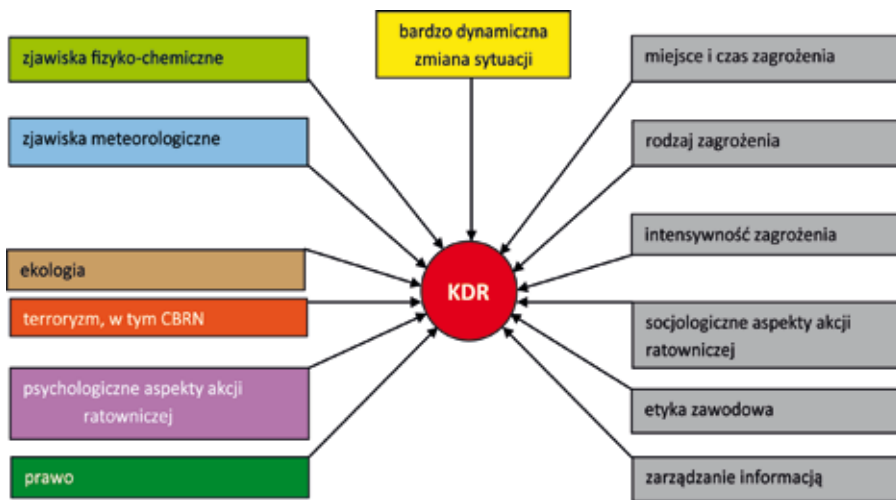 bardzo dynamiczna
zmiana sytuacji
zjawiska fizyko-chemiczne
zjawiska meteorologiczne
ekologia
terroryzm, w tym CBRN
psychologiczne aspekty akcji
ratowniczej
prawo
KDR
miejsce i czas zagrożenia
rodzaj zagrożenia
intensywność zagrożenia
socjologiczne aspekty akcji
ratowniczej
etyka zawodowa
zarządzanie informacją